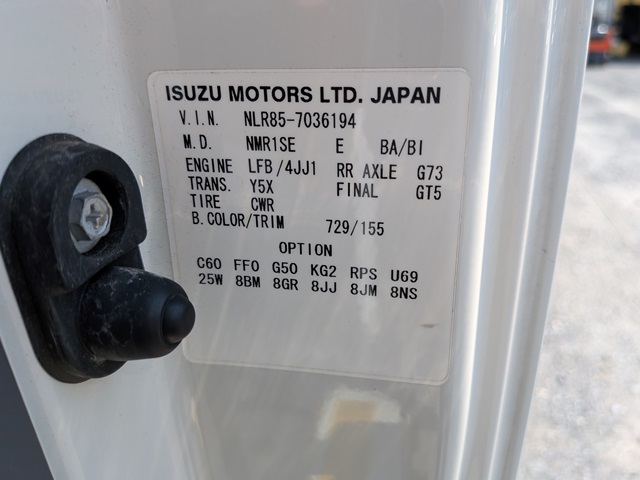 ISUZU MOTORS LTD. JAPAN
V.I.N. NLR85-7036194
M.D. NMR1SE E BA/BI
ENGINE LFB/4JJ1 RR AXLE G73
TRANS. Y5X FINAL GT5
TIRE CWR
B.COLOR/TRIM 729/155
OPTION
C60 FF0 G50 KG2 RPS U69
25W 8BM 8GR 8JJ 8JM 8NS